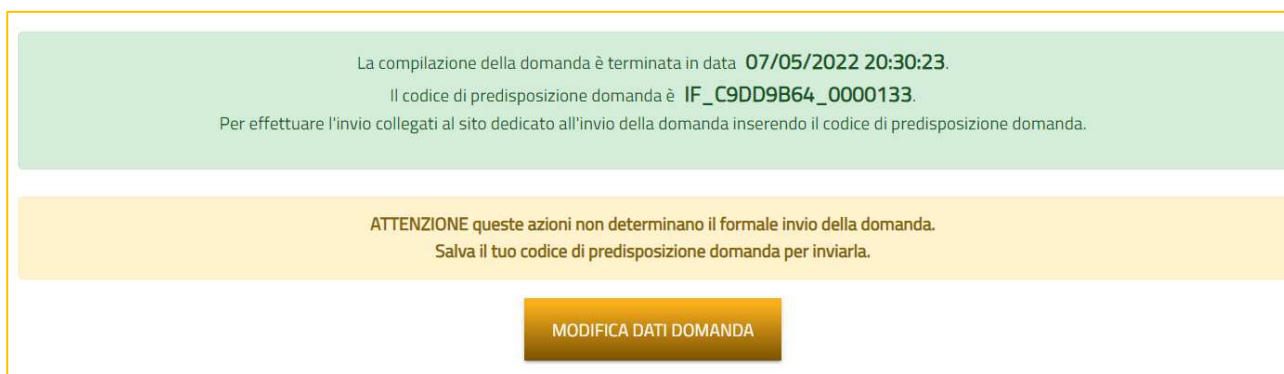 La compilazione della domanda è terminata in data 07/05/2022 20:30:23.
Il codice di predisposizione domanda è IF_C9DD9B64_0000133.
Per effettuare l'invio collegati al sito dedicato all'invio della domanda inserendo il codice di predisposizione domanda.
ATTENZIONE queste azioni non determinano il formale invio della domanda.
Salva il tuo codice di predisposizione domanda per inviarla.
MODIFICA DATI DOMANDA